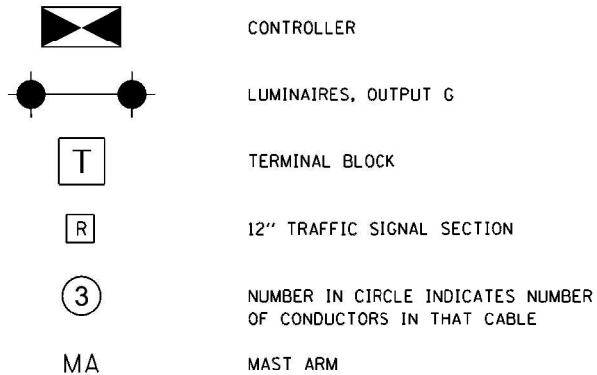 CONTROLLER
LUMINAIRES, OUTPUT G
T TERMINAL BLOCK
R 12" TRAFFIC SIGNAL SECTION
3 NUMBER IN CIRCLE INDICATES NUMBER
OF CONDUCTORS IN THAT CABLE
MA MAST ARM